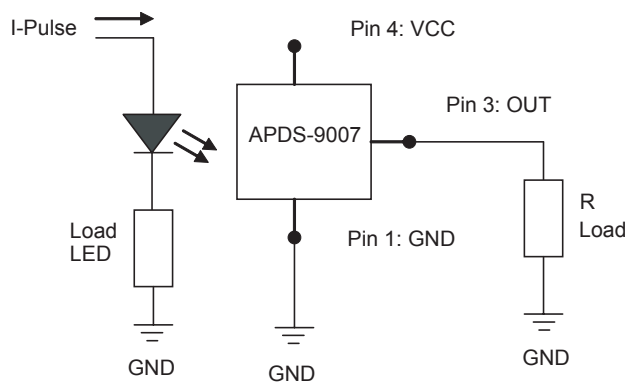 I-Pulse
Pin 4: VCC
Pin 3: OUT
APDS-9007
Load
LED
Pin 1: GND
R
Load
GND
GND
GND